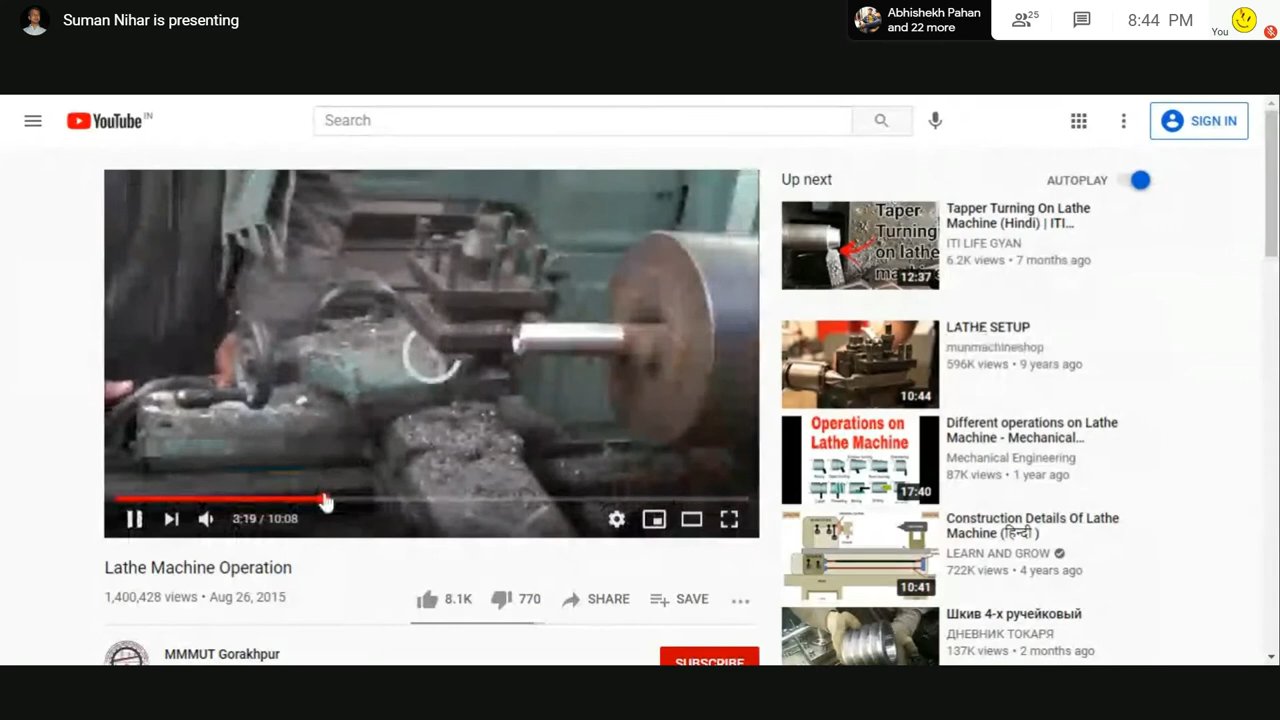 Suman Nihar is presenting
Abhishekh Pahan
and 22 more
25
8:44 PM
You
YouTube IN
Search
SIGN IN
Up next
AUTOPLAY
Taper
Turning
on lathe
12:37
Tapper Turning On Lathe
Machine (Hindi) | ITI...
ITI LIFE GYAN
6.2K views • 7 months ago
10:44
LATHE SETUP
munmachineshop
596K views • 9 years ago
Operations on
Lathe Machine
17:40
Different operations on Lathe
Machine - Mechanical...
Mechanical Engineering
87K views • 1 year ago
10:41
Construction Details Of Lathe
Machine (हिन्दी )
LEARN AND GROW
722K views • 4 years ago
Шкив 4-х ручейковый
ДНЕВНИК ТОКАРЯ
137K views • 2 months ago
3:19 / 10:08
Lathe Machine Operation
1,400,428 views • Aug 26, 2015
8.1K
770
SHARE
SAVE
MMMUT Gorakhpur
SUBSCRIBE